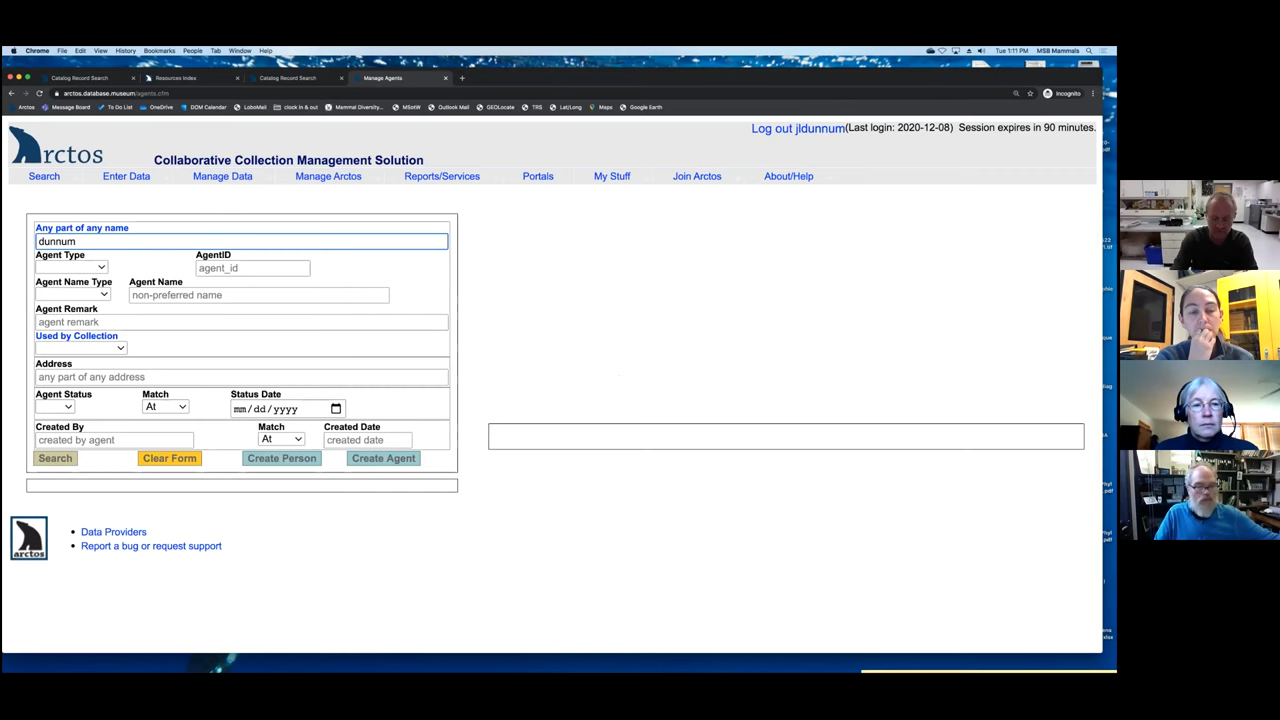 Chrome File Edit View History Bookmarks People Tab Window Help Tue 1:11 PM MSB Mammals
Catalog Record Search Resources Index Catalog Record Search Manage Agents
arctos.database.museum/agents.cfm Incognito
Arctos Message Board To Do List OneDrive DDM Calendar LoboMail clock in & out Mammal Diversity... MSotW Outlook Mail GEOLocate TRS Lat/Long Maps Google Earth
Log out jldunnum(Last login: 2020-12-08) Session expires in 90 minutes.
Arctos Collaborative Collection Management Solution
Search Enter Data Manage Data Manage Arctos Reports/Services Portals My Stuff Join Arctos About/Help
Any part of any name
dunnum
Agent Type AgentID
agent_id
Agent Name Type Agent Name
non-preferred name
Agent Remark
agent remark
Used by Collection
Address
any part of any address
Agent Status Match Status Date
At mm/dd/yyyy
Created By Match Created Date
created by agent At created date
Search Clear Form Create Person Create Agent
arctos
Data Providers
Report a bug or request support